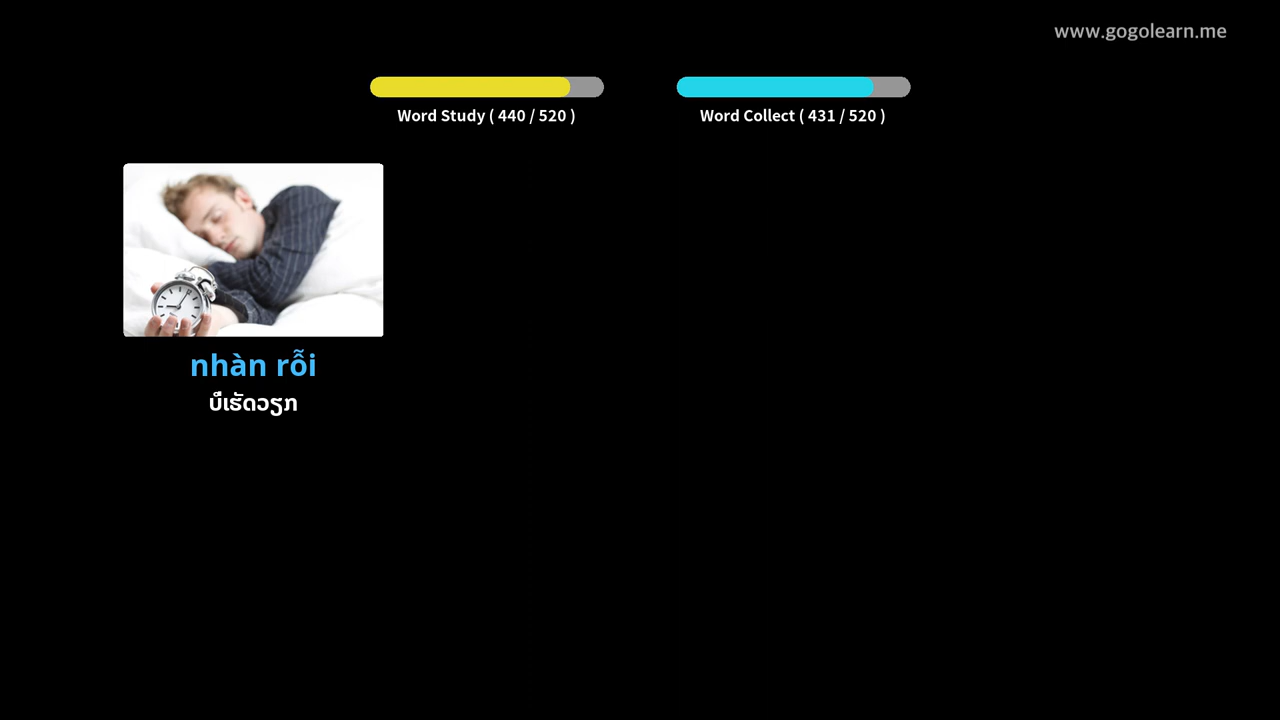 www.gogolearn.me
Word Study ( 440 / 520 )
Word Collect ( 431 / 520 )
nhàn rỗi
ບໍ່ເຮັດວຽກ